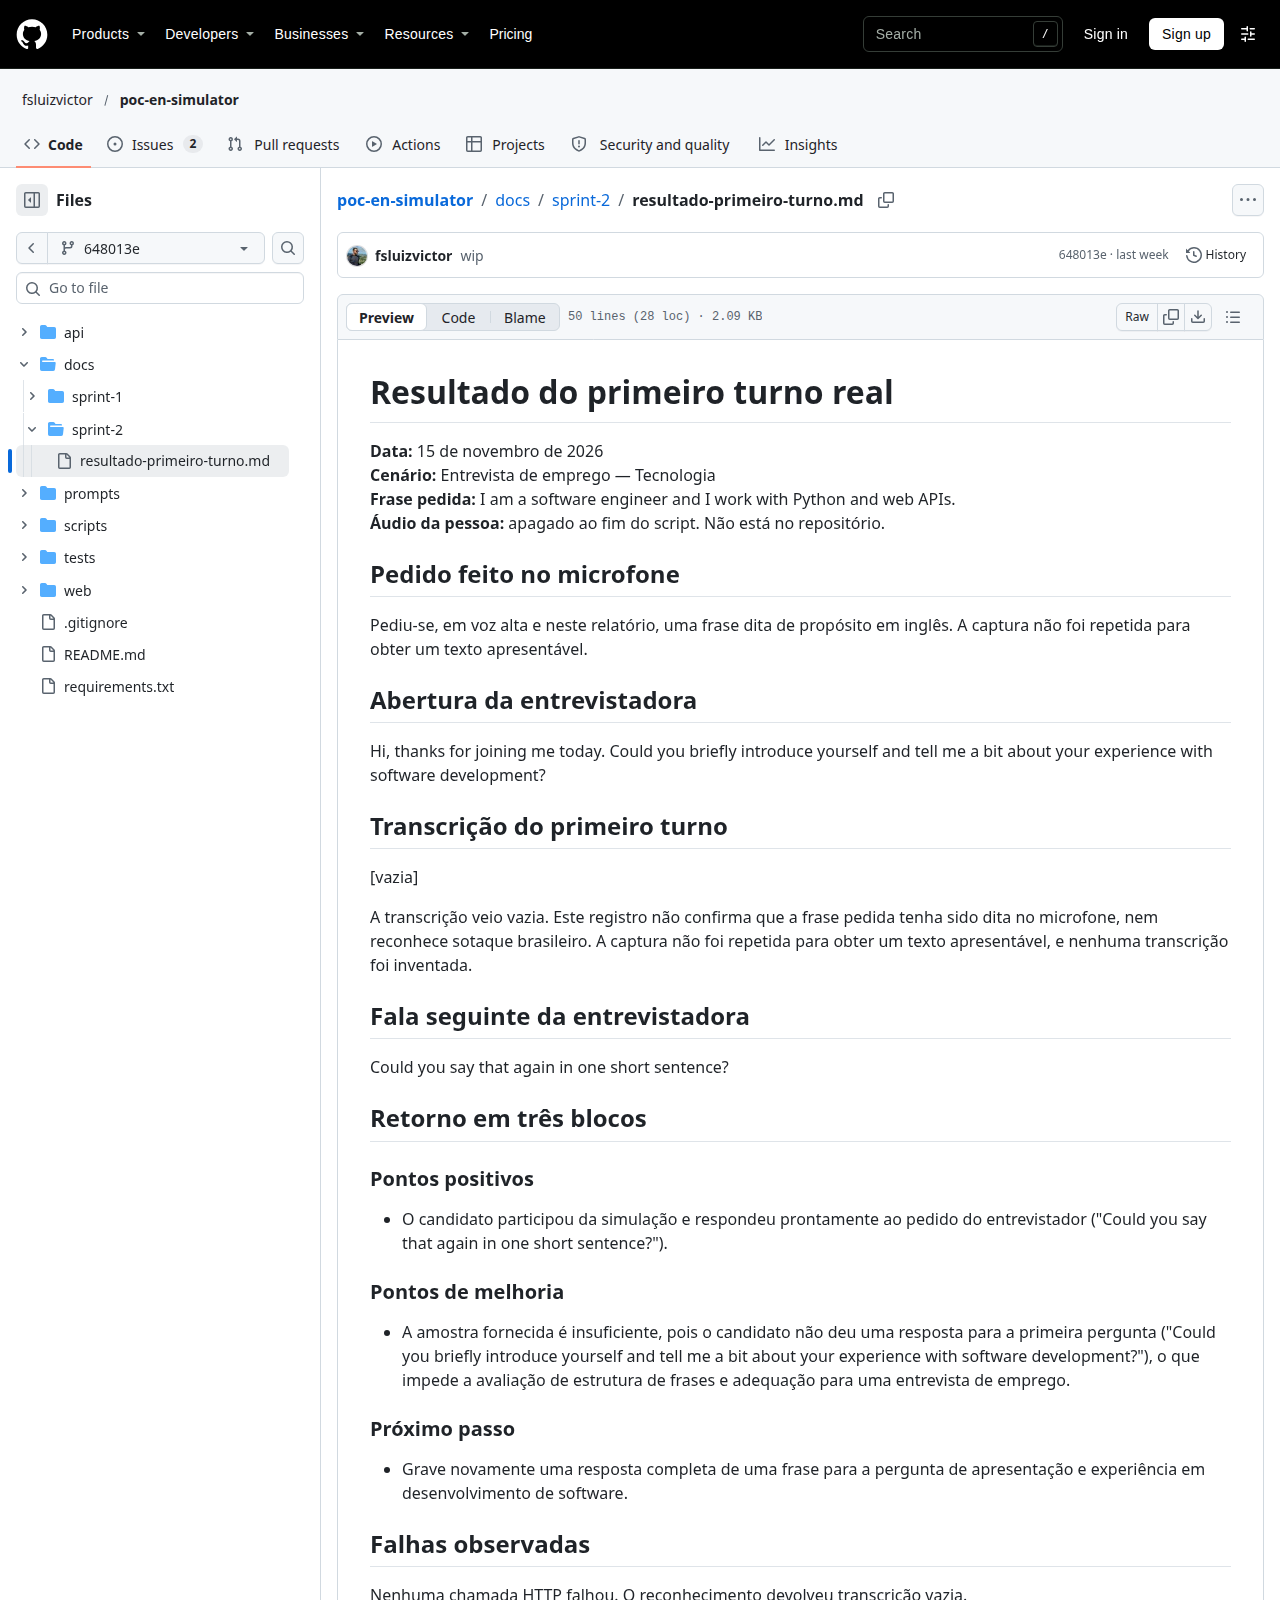 Products Developers Businesses Resources Pricing Search / Sign in Sign up
fsluizvictor / poc-en-simulator
Code Issues 2 Pull requests Actions Projects Security and quality Insights
Files
648013e
Go to file
api
docs
sprint-1
sprint-2
resultado-primeiro-turno.md
prompts
scripts
tests
web
.gitignore
README.md
requirements.txt
poc-en-simulator / docs / sprint-2 / resultado-primeiro-turno.md
fsluizvictor wip 648013e · last week History
Preview Code Blame 50 lines (28 loc) · 2.09 KB Raw
Resultado do primeiro turno real
Data: 15 de novembro de 2026
Cenário: Entrevista de emprego — Tecnologia
Frase pedida: I am a software engineer and I work with Python and web APIs.
Áudio da pessoa: apagado ao fim do script. Não está no repositório.
Pedido feito no microfone
Pediu-se, em voz alta e neste relatório, uma frase dita de propósito em inglês. A captura não foi repetida para
obter um texto apresentável.
Abertura da entrevistadora
Hi, thanks for joining me today. Could you briefly introduce yourself and tell me a bit about your experience with
software development?
Transcrição do primeiro turno
[vazia]
A transcrição veio vazia. Este registro não confirma que a frase pedida tenha sido dita no microfone, nem
reconhece sotaque brasileiro. A captura não foi repetida para obter um texto apresentável, e nenhuma transcrição
foi inventada.
Fala seguinte da entrevistadora
Could you say that again in one short sentence?
Retorno em três blocos
Pontos positivos
O candidato participou da simulação e respondeu prontamente ao pedido do entrevistador ("Could you say
that again in one short sentence?").
Pontos de melhoria
A amostra fornecida é insuficiente, pois o candidato não deu uma resposta para a primeira pergunta ("Could
you briefly introduce yourself and tell me a bit about your experience with software development?"), o que
impede a avaliação de estrutura de frases e adequação para uma entrevista de emprego.
Próximo passo
Grave novamente uma resposta completa de uma frase para a pergunta de apresentação e experiência em
desenvolvimento de software.
Falhas observadas
Nenhuma chamada HTTP falhou. O reconhecimento devolveu transcrição vazia.